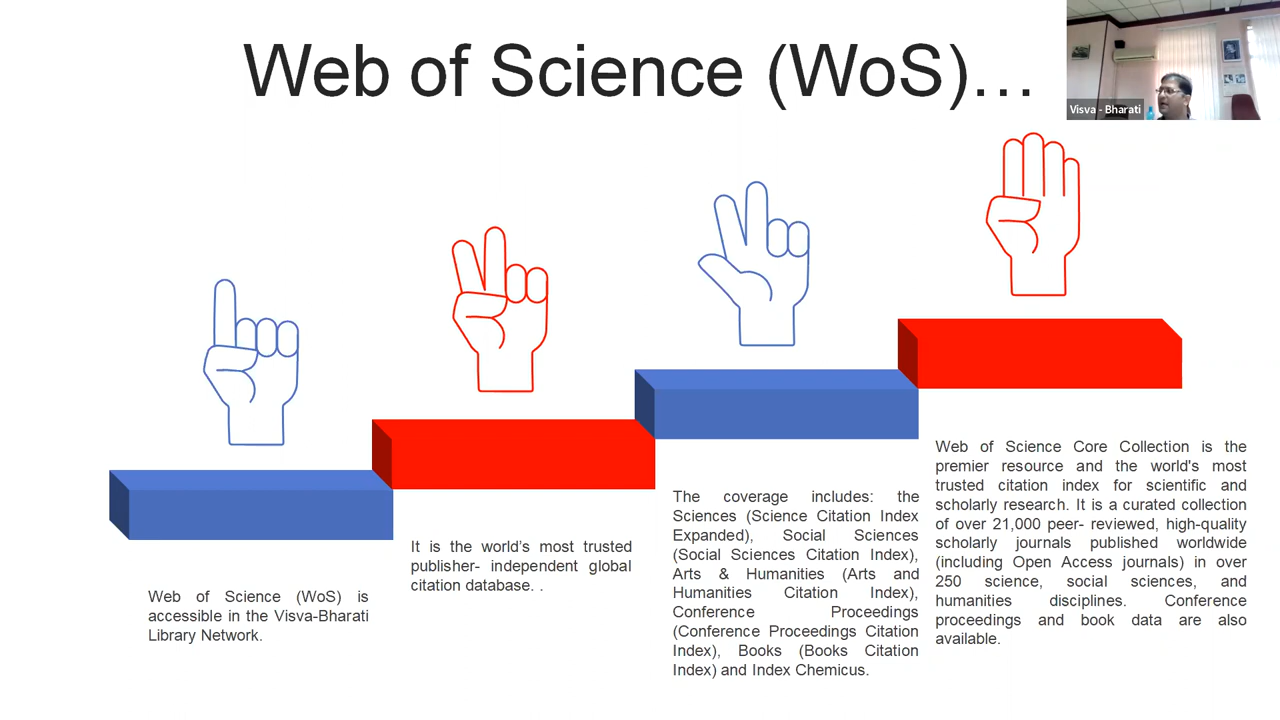 Web of Science (WoS)…
Visva - Bharati
Web of Science (WoS) is
accessible in the Visva-Bharati
Library Network.
It is the world’s most trusted
publisher- independent global
citation database. .
The coverage includes: the
Sciences (Science Citation Index
Expanded), Social Sciences
(Social Sciences Citation Index),
Arts & Humanities (Arts and
Humanities Citation Index),
Conference Proceedings
(Conference Proceedings Citation
Index), Books (Books Citation
Index) and Index Chemicus.
Web of Science Core Collection is the
premier resource and the world's most
trusted citation index for scientific and
scholarly research. It is a curated collection
of over 21,000 peer- reviewed, high-quality
scholarly journals published worldwide
(including Open Access journals) in over
250 science, social sciences, and
humanities disciplines. Conference
proceedings and book data are also
available.